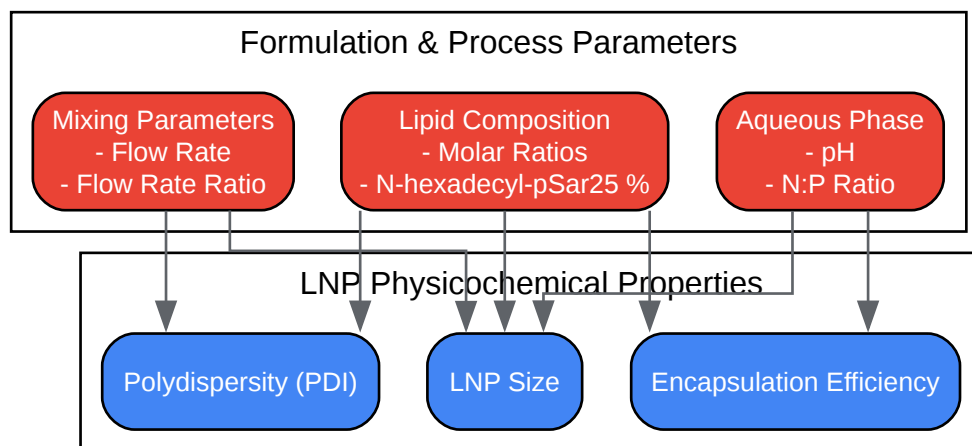 Formulation & Process Parameters
Mixing Parameters
- Flow Rate
- Flow Rate Ratio
Lipid Composition
- Molar Ratios
- N-hexadecyl-pSar25 %
Aqueous Phase
- pH
- N:P Ratio
LNP Physicochemical Properties
Polydispersity (PDI)
LNP Size
Encapsulation Efficiency